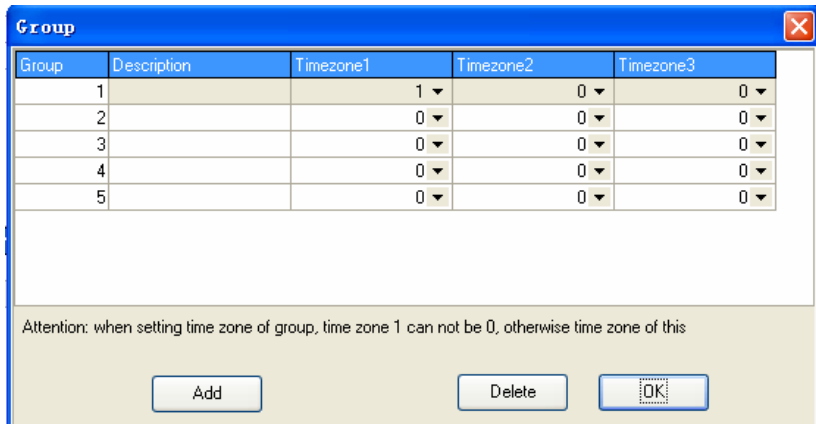 Group
Group Description Timezone1 Timezone2 Timezone3
1 1 0 0
2 0 0 0
3 0 0 0
4 0 0 0
5 0 0 0
Attention: when setting time zone of group, time zone 1 can not be 0, otherwise time zone of this
Add Delete OK